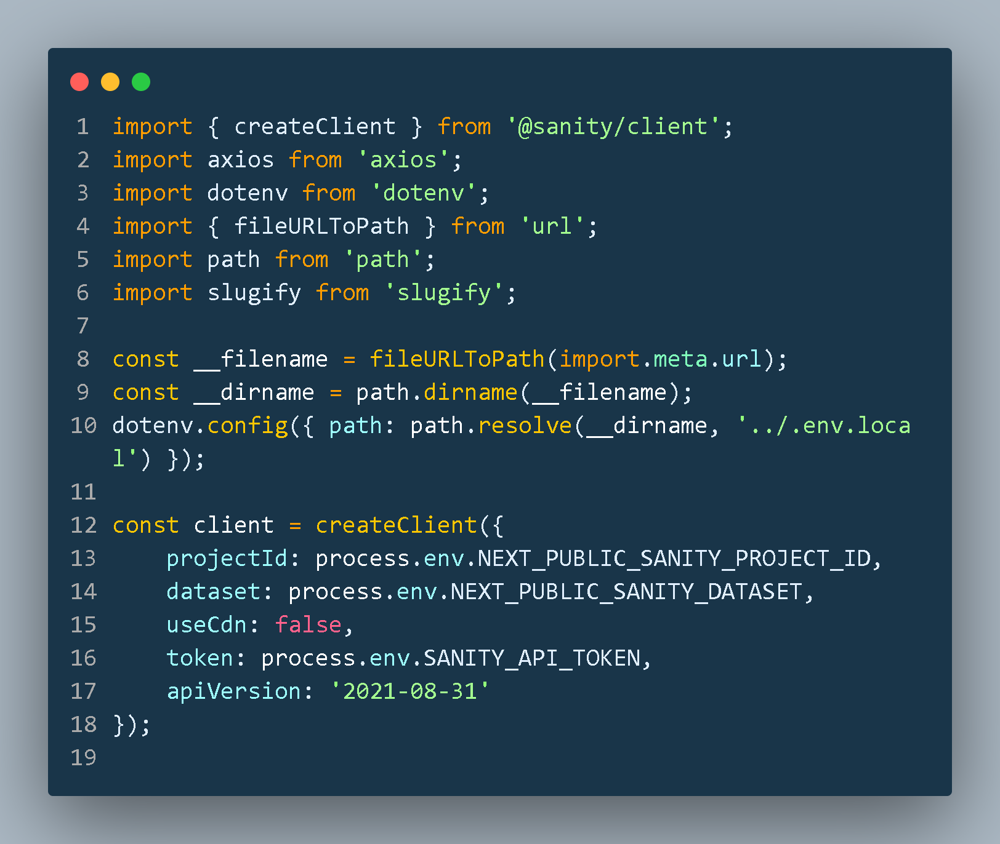 1 import { createClient } from '@sanity/client';
2 import axios from 'axios';
3 import dotenv from 'dotenv';
4 import { fileURLToPath } from 'url';
5 import path from 'path';
6 import slugify from 'slugify';
7
8 const __filename = fileURLToPath(import.meta.url);
9 const __dirname = path.dirname(__filename);
10 dotenv.config({ path: path.resolve(__dirname, '../.env.loca
l') });
11
12 const client = createClient({
13     projectId: process.env.NEXT_PUBLIC_SANITY_PROJECT_ID,
14     dataset: process.env.NEXT_PUBLIC_SANITY_DATASET,
15     useCdn: false,
16     token: process.env.SANITY_API_TOKEN,
17     apiVersion: '2021-08-31'
18 });
19